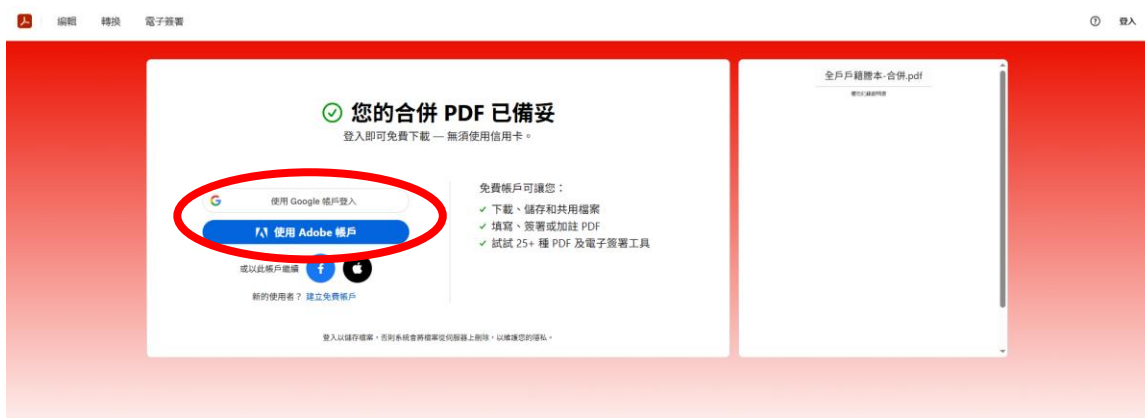 編輯 轉換 電子簽署
登入
您的合併 PDF 已備妥
登入即可免費下載 — 無須使用信用卡。
使用 Google 帳戶登入
使用 Adobe 帳戶
或以此帳戶繼續
新的使用者？ 建立免費帳戶
免費帳戶可讓您：
下載、儲存和共用檔案
填寫、簽署或加註 PDF
試試 25+ 種 PDF 及電子簽署工具
登入以儲存檔案，否則系統會將檔案從伺服器上刪除，以維護您的隱私。
全戶戶籍謄本-合併.pdf